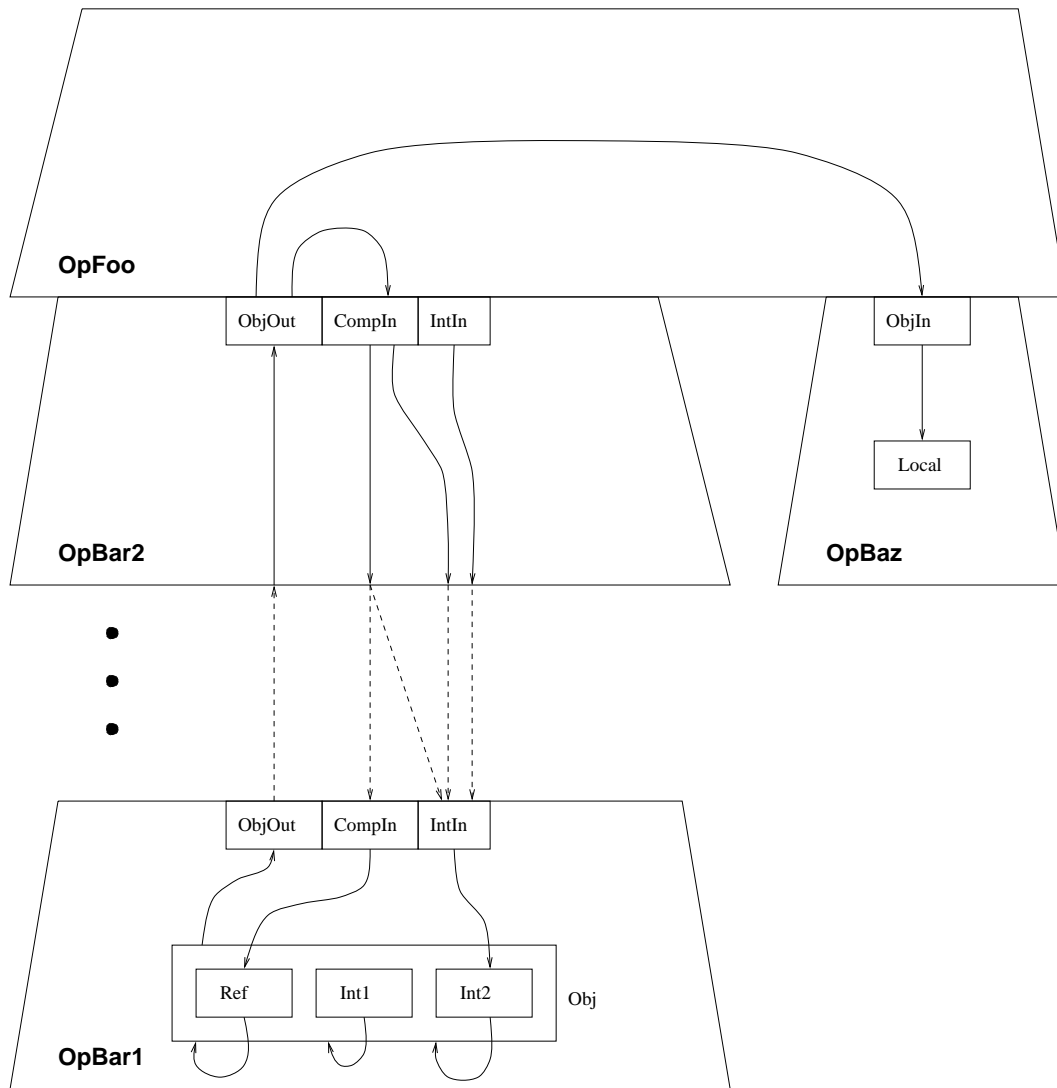 OpFoo
ObjOut CompIn IntIn
ObjIn
Local
OpBar2
OpBaz
ObjOut CompIn IntIn
Ref Int1 Int2
Obj
OpBar1